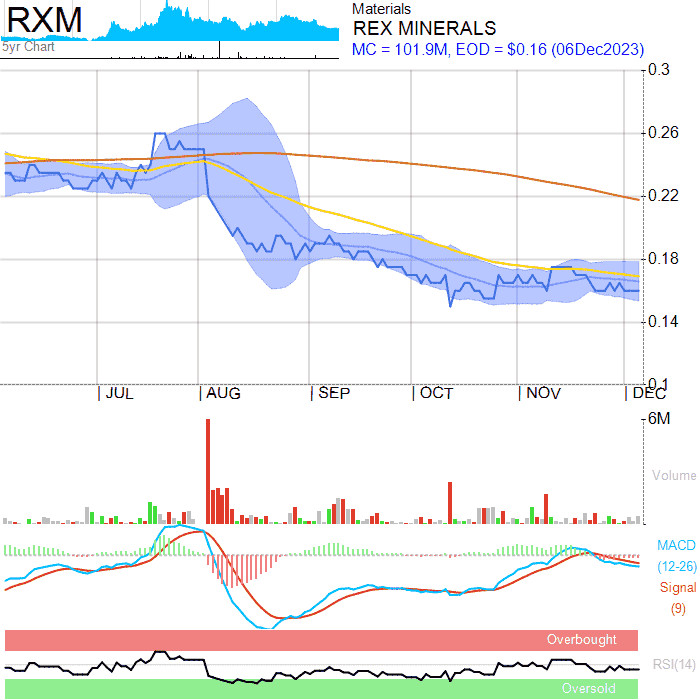 RXM
5yr Chart
Materials
REX MINERALS
MC = 101.9M, EOD = $0.16 (06Dec2023)
0.3
0.26
0.22
0.18
0.14
0.1
JUL AUG SEP OCT NOV DEC
6M
Volume
MACD
(12-26)
Signal
(9)
Overbought
RSI(14)
Oversold